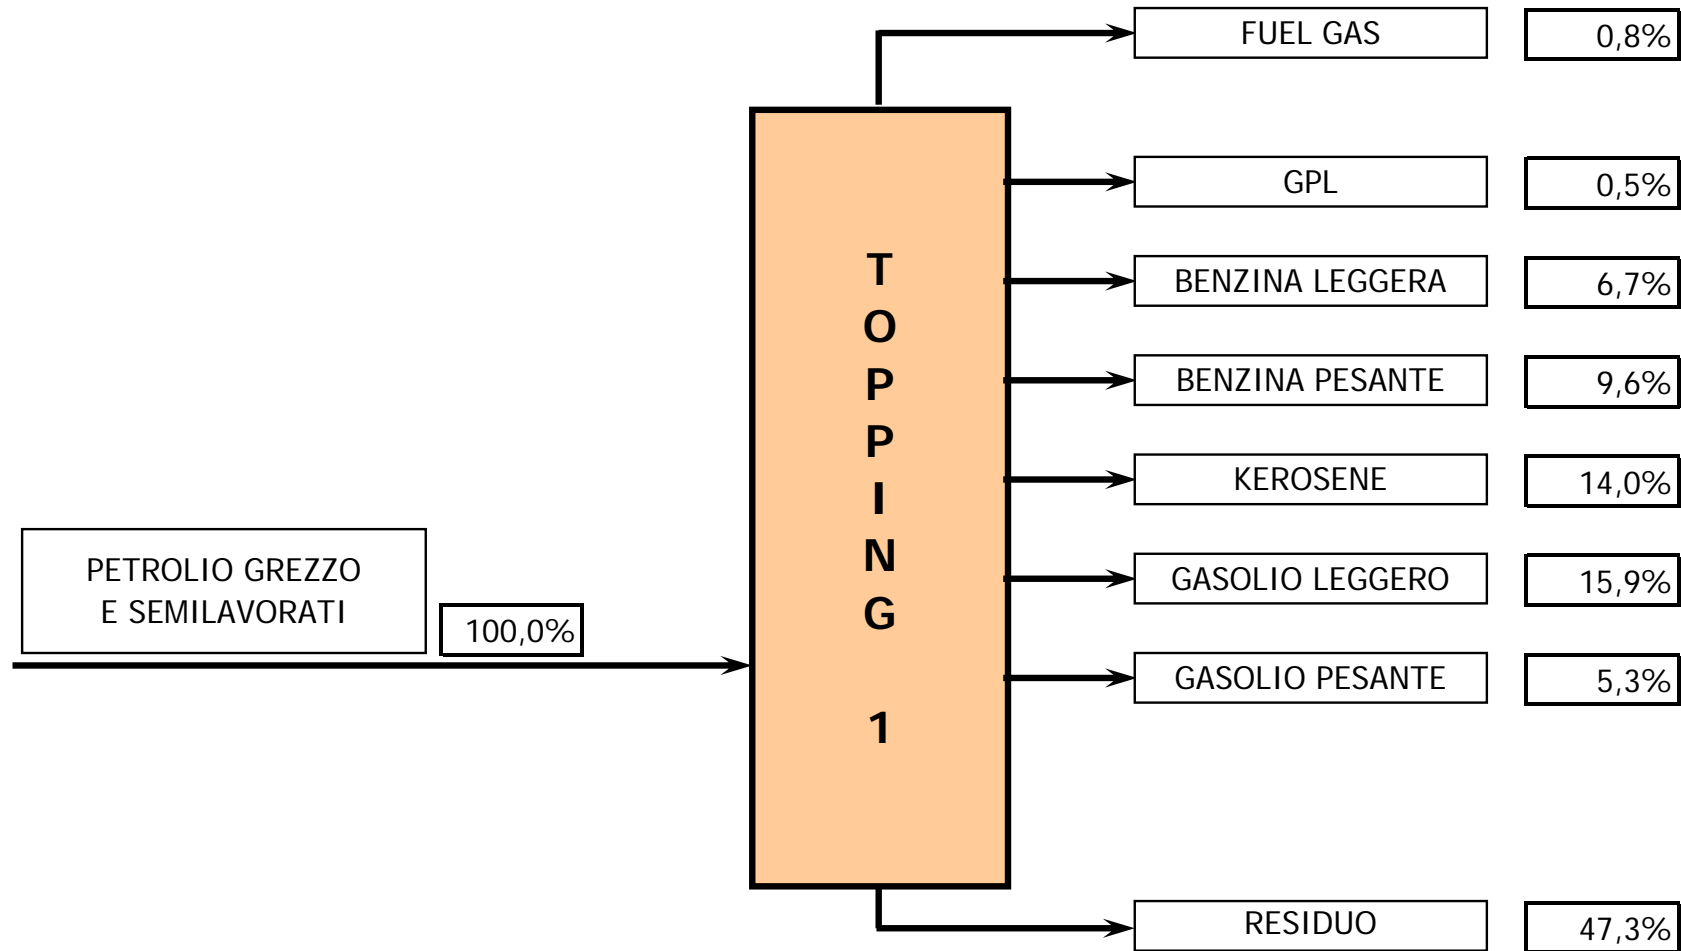 FUEL GAS 0,8%
GPL 0,5%
BENZINA LEGGERA 6,7%
BENZINA PESANTE 9,6%
KEROSENE 14,0%
GASOLIO LEGGERO 15,9%
GASOLIO PESANTE 5,3%
RESIDUO 47,3%
PETROLIO GREZZO
E SEMILAVORATI
100,0%
T
O
P
P
I
N
G
1